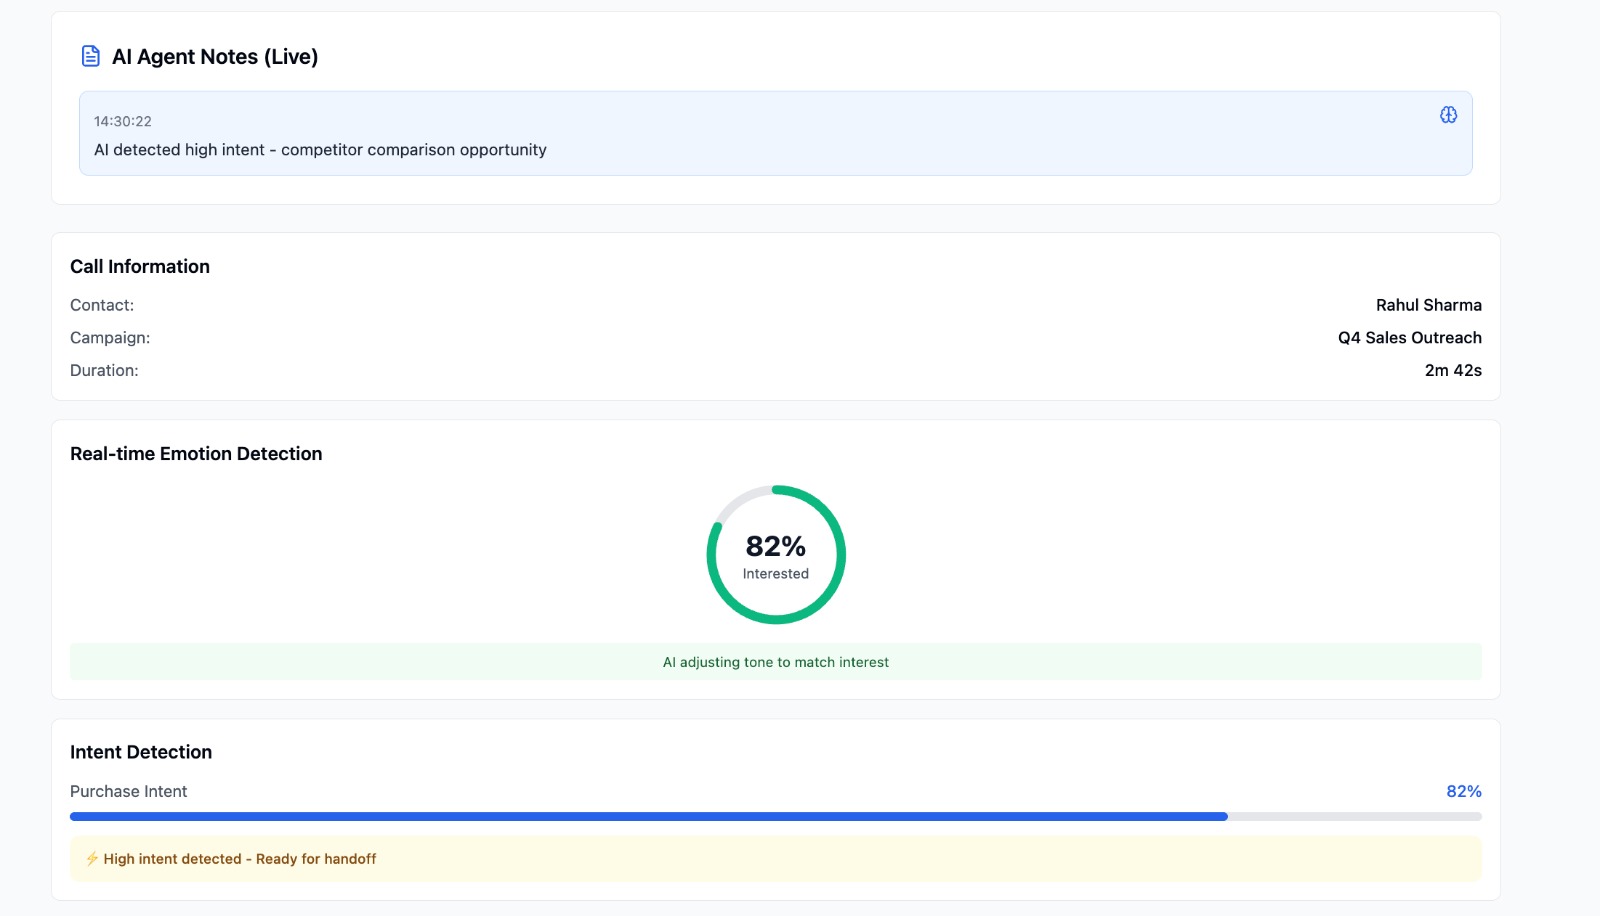 AI Agent Notes (Live)
14:30:22
AI detected high intent - competitor comparison opportunity
Call Information
Contact: Rahul Sharma
Campaign: Q4 Sales Outreach
Duration: 2m 42s
Real-time Emotion Detection
82%
Interested
AI adjusting tone to match interest
Intent Detection
Purchase Intent 82%
⚡ High intent detected - Ready for handoff